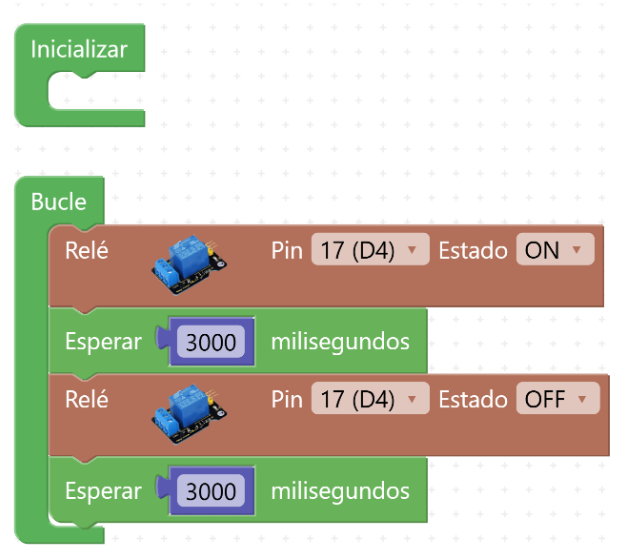 Inicializar
Bucle
Relé Pin 17 (D4) Estado ON
Esperar 3000 milisegundos
Relé Pin 17 (D4) Estado OFF
Esperar 3000 milisegundos